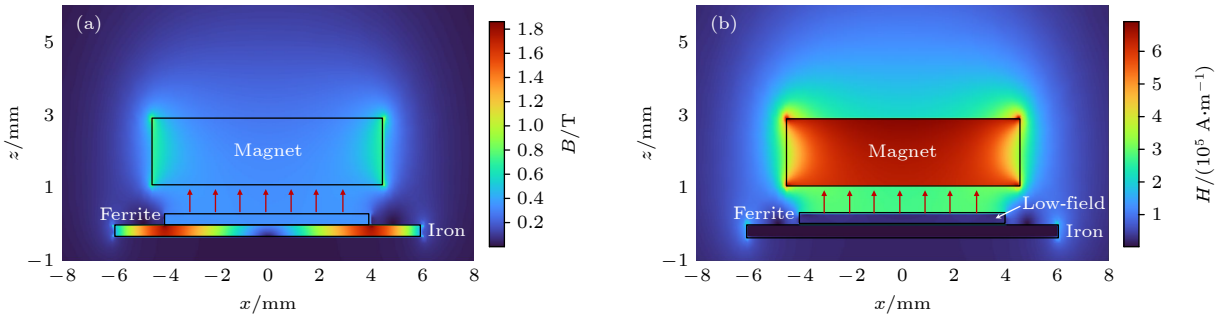 (a)
5
3
1
−1
z/mm
−8
−6
−4
−2
0
2
4
6
8
x/mm
Magnet
Ferrite
Iron
1.8
1.6
1.4
1.2
1.0
0.8
0.6
0.4
0.2
B/T
(b)
5
3
1
−1
z/mm
−8
−6
−4
−2
0
2
4
6
8
x/mm
Magnet
Ferrite
Low-field
Iron
6
5
4
3
2
1
H/(10⁵ A·m⁻¹)